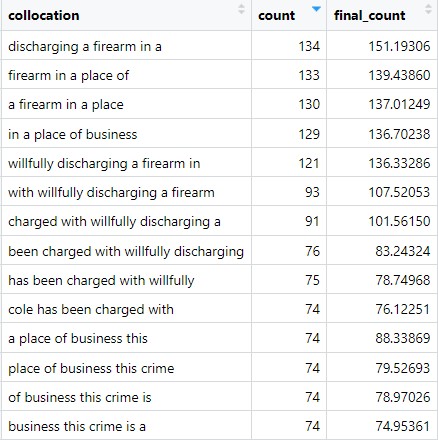 collocation count final_count
discharging a firearm in a 134 151.19306
firearm in a place of 133 139.43860
a firearm in a place 130 137.01249
in a place of business 129 136.70238
willfully discharging a firearm in 121 136.33286
with willfully discharging a firearm 93 107.52053
charged with willfully discharging a 91 101.56150
been charged with willfully discharging 76 83.24324
has been charged with willfully 75 78.74968
cole has been charged with 74 76.12251
a place of business this 74 88.33869
place of business this crime 74 79.52693
of business this crime is 74 78.97026
business this crime is a 74 74.95361